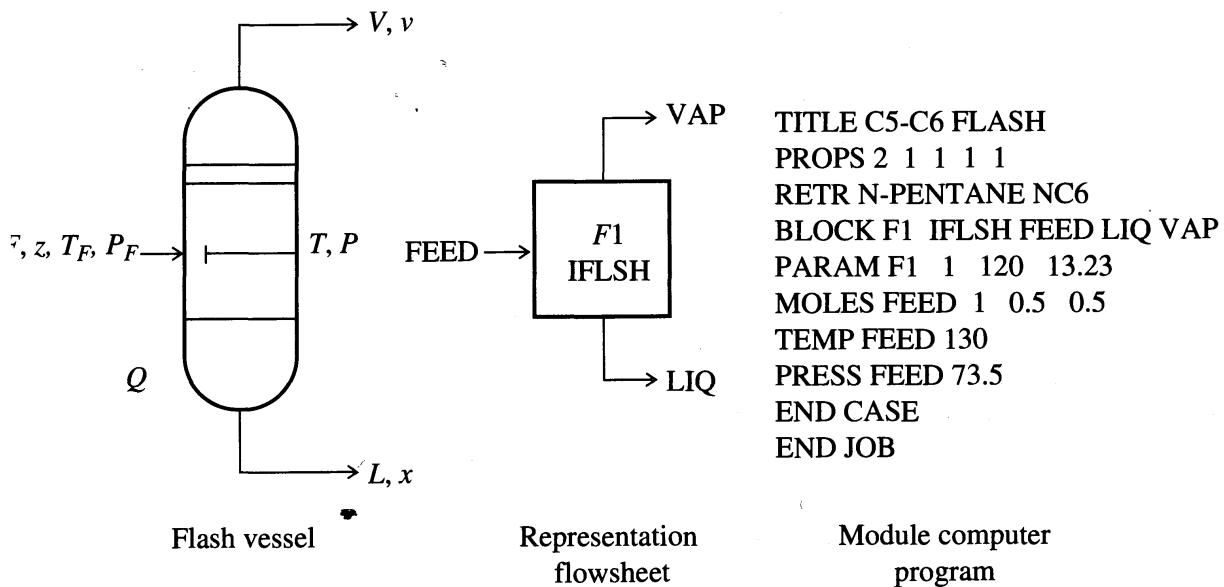 V, v
, z, T_F, P_F
T, P
Q
L, x
Flash vessel
VAP
FEED
F1
IFLSH
LIQ
Representation
flowsheet
TITLE C5-C6 FLASH
PROPS 2 1 1 1 1
RETR N-PENTANE NC6
BLOCK F1 IFLSH FEED LIQ VAP
PARAM F1 1 120 13.23
MOLES FEED 1 0.5 0.5
TEMP FEED 130
PRESS FEED 73.5
END CASE
END JOB
Module computer
program